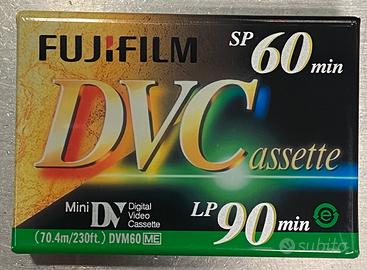 FUJIFILM
SP 60 min
DVCassette
Mini DV Digital Video Cassette
LP 90 min
(70.4m/230ft.) DVM60 ME
subito